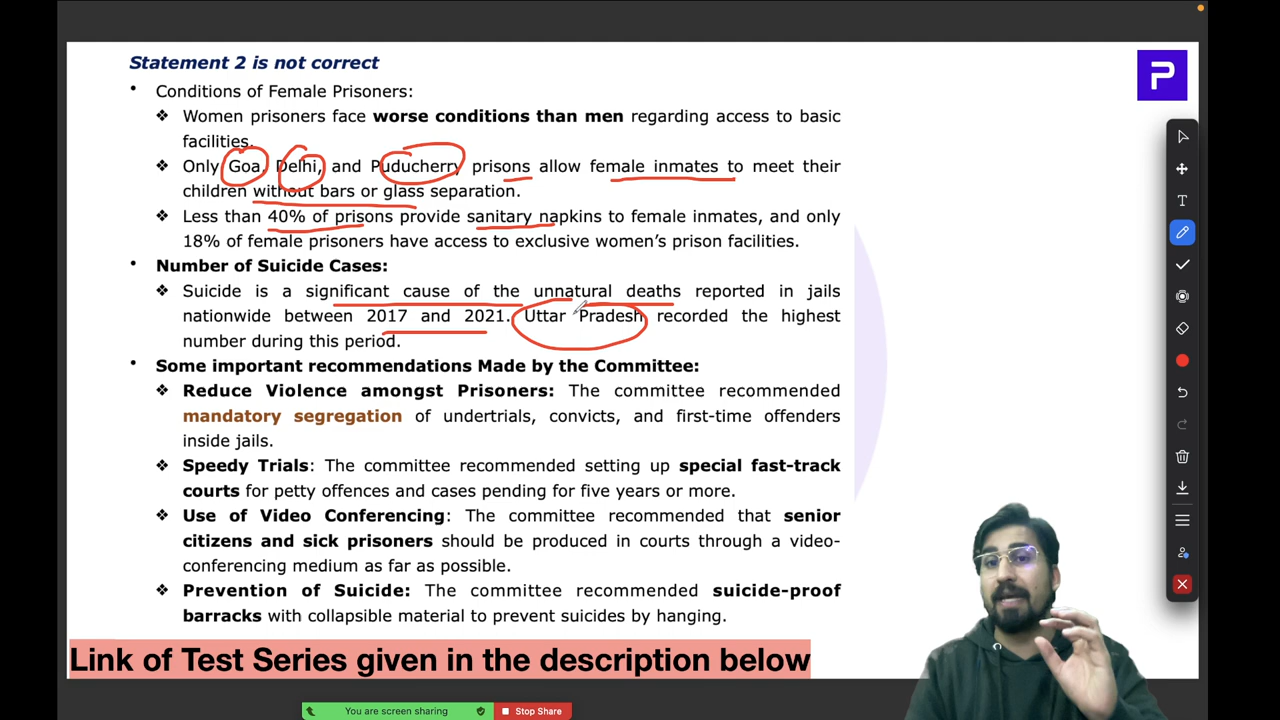 Statement 2 is not correct
• Conditions of Female Prisoners:
❖ Women prisoners face worse conditions than men regarding access to basic
facilities.
❖ Only Goa, Delhi, and Puducherry prisons allow female inmates to meet their
children without bars or glass separation.
❖ Less than 40% of prisons provide sanitary napkins to female inmates, and only
18% of female prisoners have access to exclusive women's prison facilities.
• Number of Suicide Cases:
❖ Suicide is a significant cause of the unnatural deaths reported in jails
nationwide between 2017 and 2021. Uttar Pradesh recorded the highest
number during this period.
• Some important recommendations Made by the Committee:
❖ Reduce Violence amongst Prisoners: The committee recommended
mandatory segregation of undertrials, convicts, and first-time offenders
inside jails.
❖ Speedy Trials: The committee recommended setting up special fast-track
courts for petty offences and cases pending for five years or more.
❖ Use of Video Conferencing: The committee recommended that senior
citizens and sick prisoners should be produced in courts through a video-
conferencing medium as far as possible.
❖ Prevention of Suicide: The committee recommended suicide-proof
barracks with collapsible material to prevent suicides by hanging.
Link of Test Series given in the description below
You are screen sharing
Stop Share
P
T